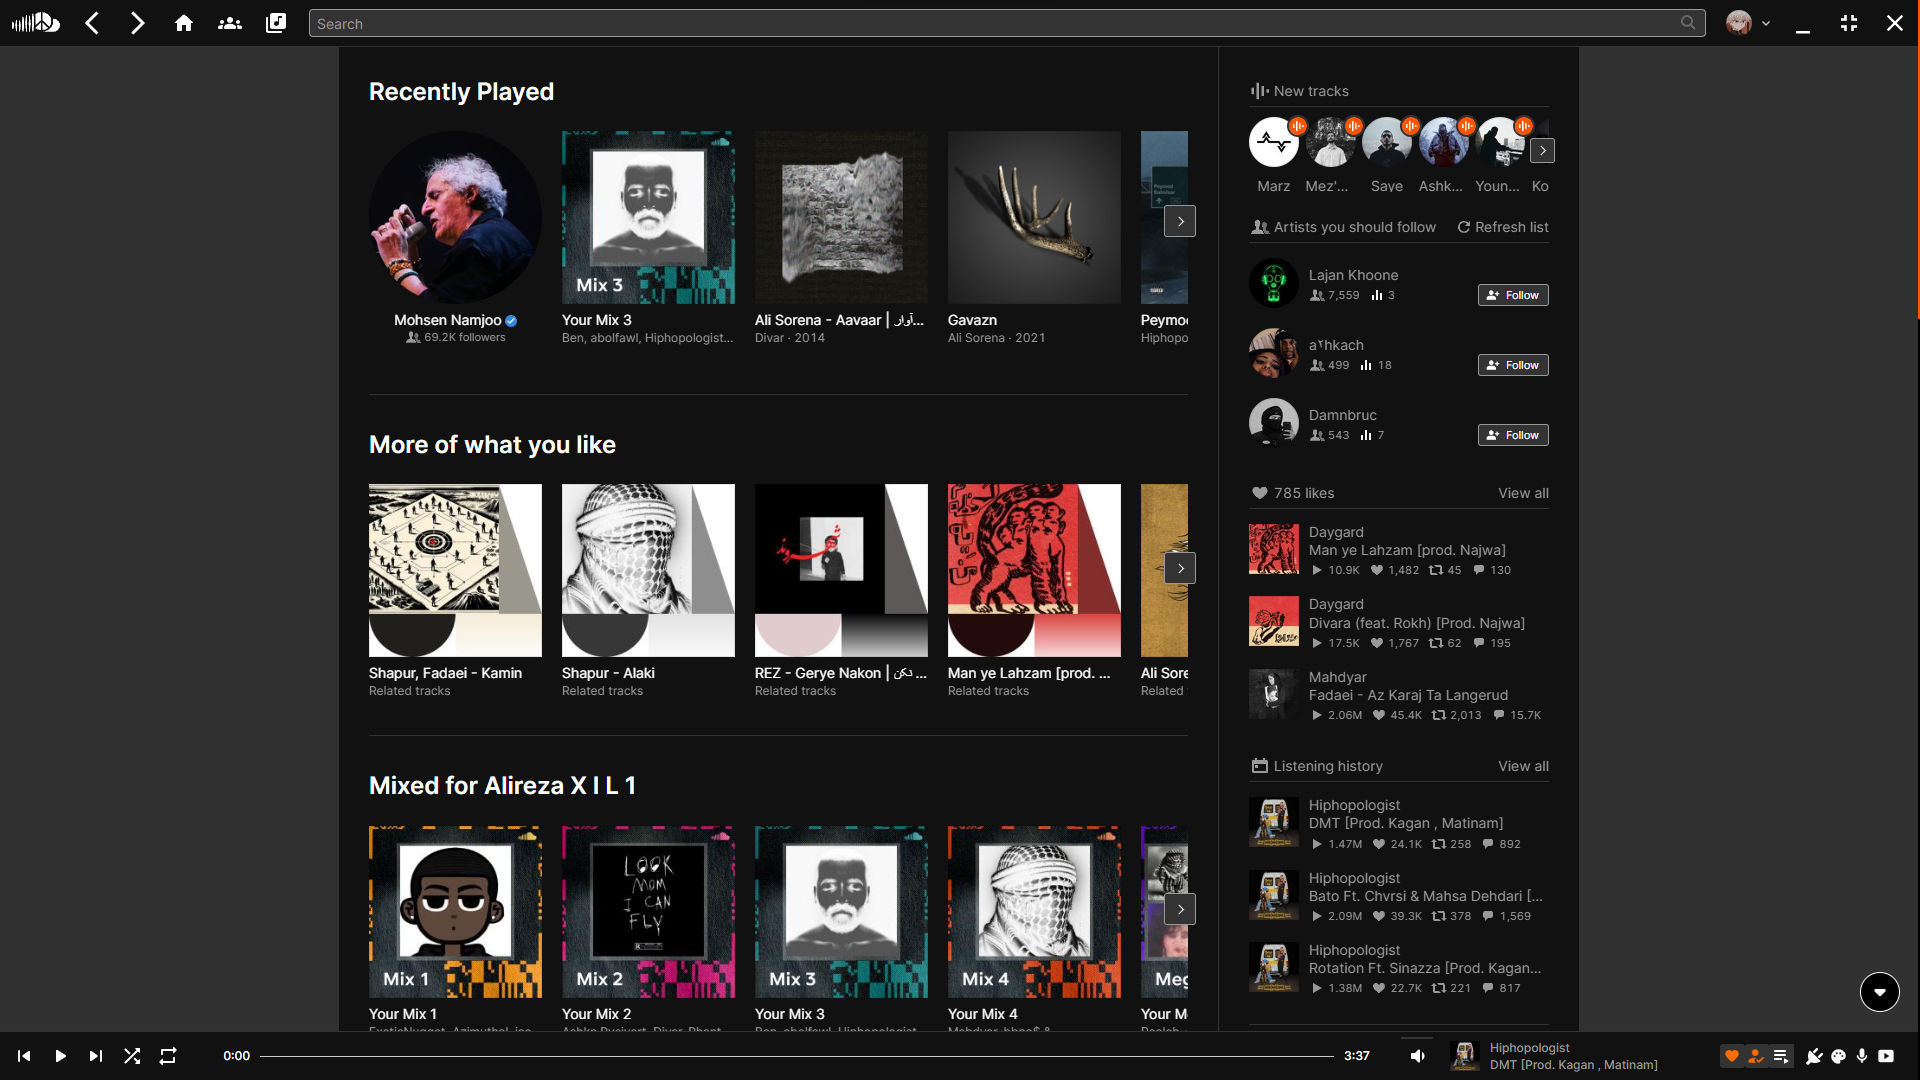 Search
Recently Played
Mix 3
Mohsen Namjoo
69.2K followers
Your Mix 3
Ben, abolfawl, Hiphopologist...
Ali Sorena - Aavaar | آوار...
Divar · 2014
Gavazn
Ali Sorena · 2021
Peymo
Hiphopo
More of what you like
Shapur, Fadaei - Kamin
Related tracks
Shapur - Alaki
Related tracks
REZ - Gerye Nakon | نکن ...
Related tracks
Man ye Lahzam [prod. ...
Related tracks
Ali Sore
Related
Mixed for Alireza X I L 1
Mix 1
LOOK
MOM
I CAN
FLY
Mix 2
Mix 3
Mix 4
Meg
Your Mix 1
Your Mix 2
Your Mix 3
Your Mix 4
Your M
New tracks
Marz
Mez'...
Saye
Ashk...
Youn...
Ko
Artists you should follow
Refresh list
Lajan Khoone
7,559
3
Follow
a۲hkach
499
18
Follow
Damnbruc
543
7
Follow
785 likes
View all
Daygard
Man ye Lahzam [prod. Najwa]
10.9K 1,482 45 130
Daygard
Divara (feat. Rokh) [Prod. Najwa]
17.5K 1,767 62 195
Mahdyar
Fadaei - Az Karaj Ta Langerud
2.06M 45.4K 2,013 15.7K
Listening history
View all
Hiphopologist
DMT [Prod. Kagan , Matinam]
1.47M 24.1K 258 892
Hiphopologist
Bato Ft. Chvrsi & Mahsa Dehdari [...
2.09M 39.3K 378 1,569
Hiphopologist
Rotation Ft. Sinazza [Prod. Kagan...
1.38M 22.7K 221 817
0:00
3:37
Hiphopologist
DMT [Prod. Kagan , Matinam]